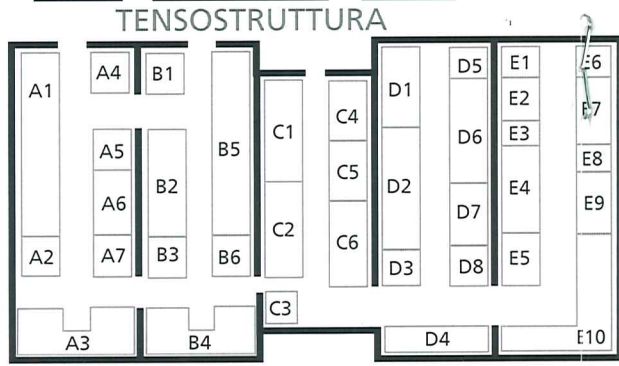 TENSOSTRUTTURA
A1
A2
A3
A4
A5
A6
A7
B1
B2
B3
B4
B5
B6
C1
C2
C3
C4
C5
C6
D1
D2
D3
D4
D5
D6
D7
D8
E1
E2
E3
E4
E5
E6
E7
E8
E9
E10